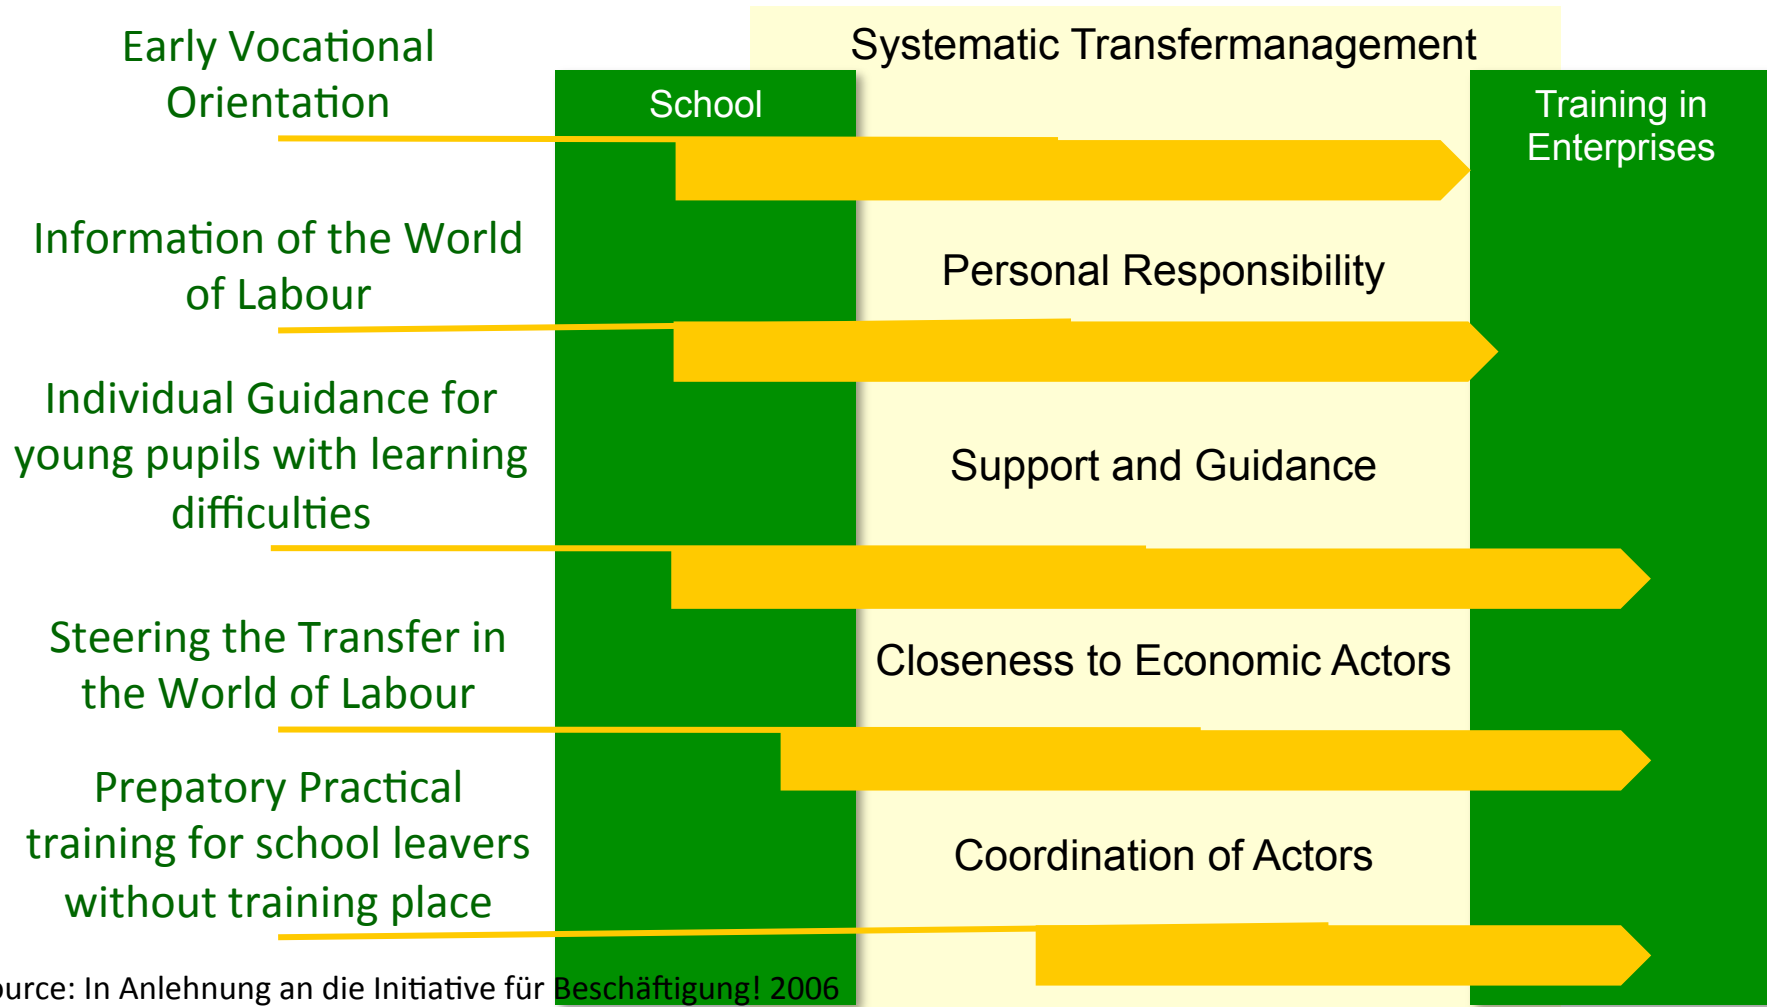 Early Vocational
Orientation
Systematic Transfermanagement
School
Training in
Enterprises
Information of the World
of Labour
Personal Responsibility
Individual Guidance for
young pupils with learning
difficulties
Support and Guidance
Steering the Transfer in
the World of Labour
Closeness to Economic Actors
Prepatory Practical
training for school leavers
without training place
Coordination of Actors
ource: In Anlehnung an die Initiative für Beschäftigung! 2006